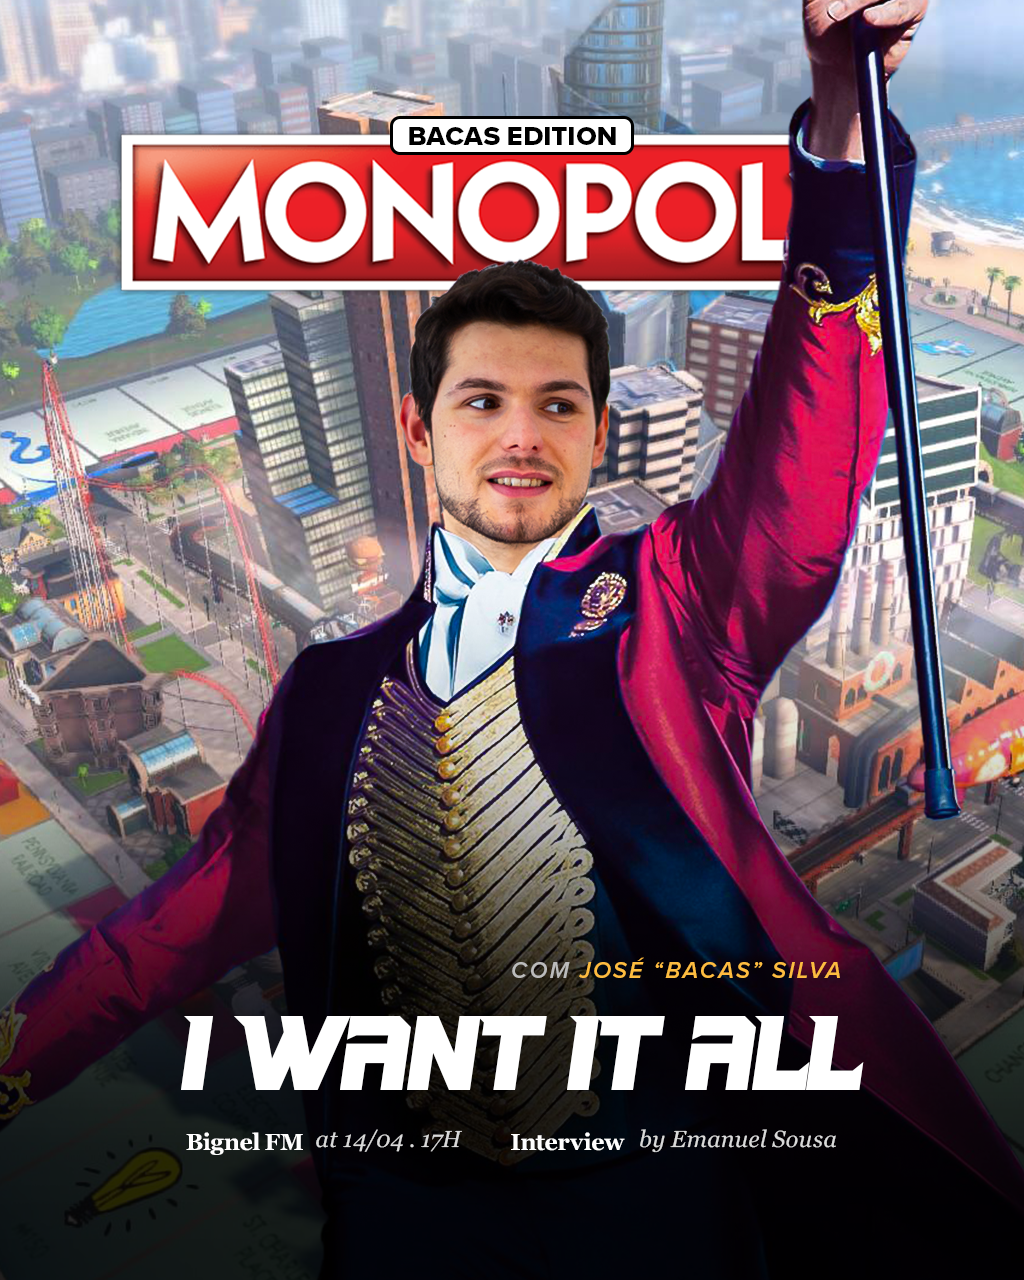 BACAS EDITION
MONOPOL
COM JOSÉ “BACAS” SILVA
I WANT IT ALL
Bignel FM at 14/04 . 17H Interview by Emanuel Sousa